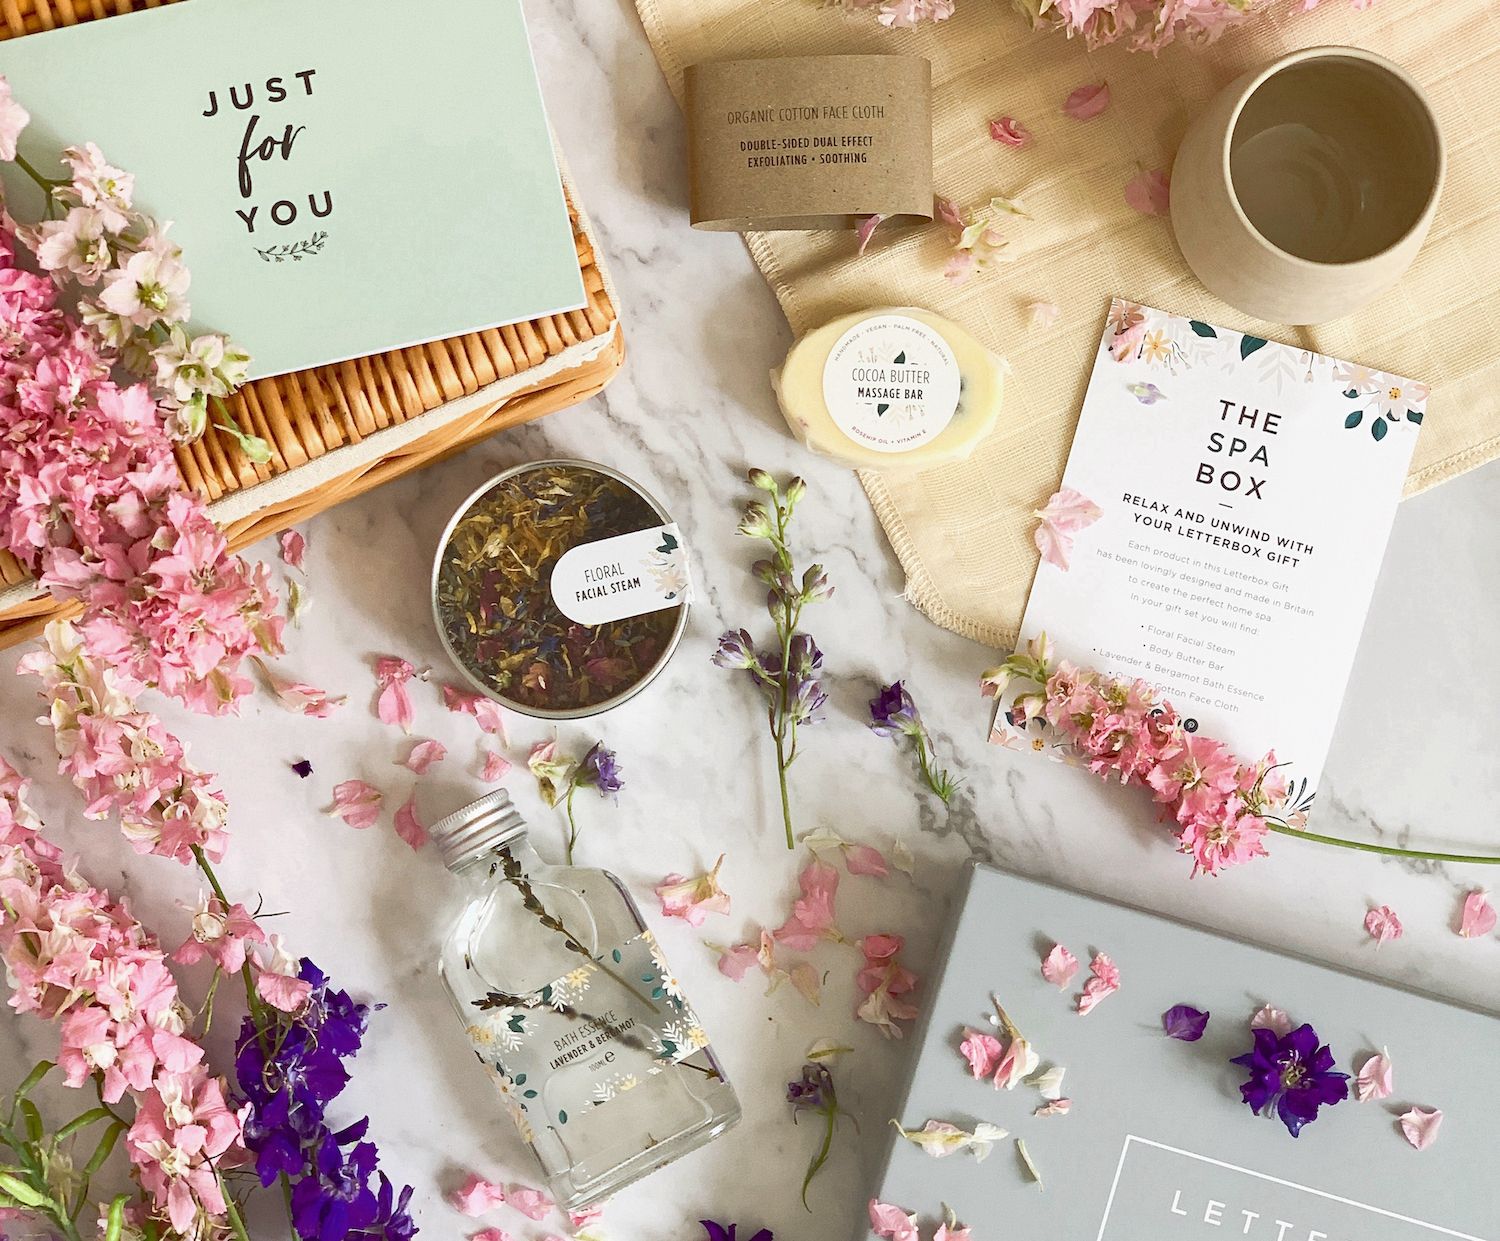 JUST
for
YOU
ORGANIC COTTON FACE CLOTH
DOUBLE-SIDED DUAL EFFECT
EXFOLIATING • SOOTHING
HANDMADE - VEGAN - PALM FREE - NATURAL
COCOA BUTTER
MASSAGE BAR
ROSEHIP OIL + VITAMIN E
THE
SPA
BOX
RELAX AND UNWIND WITH
YOUR LETTERBOX GIFT
Each product in this Letterbox Gift
has been lovingly designed and made in Britain
to create the perfect home spa.
In your gift set you will find:
• Floral Facial Steam
• Body Butter Bar
• Lavender & Bergamot Bath Essence
• Organic Cotton Face Cloth
FLORAL
FACIAL STEAM
BATH ESSENCE
LAVENDER & BERGAMOT
100ML ℮
LETTE